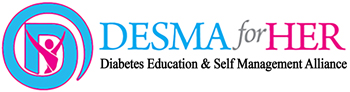 DESMA for HER
Diabetes Education & Self Management Alliance